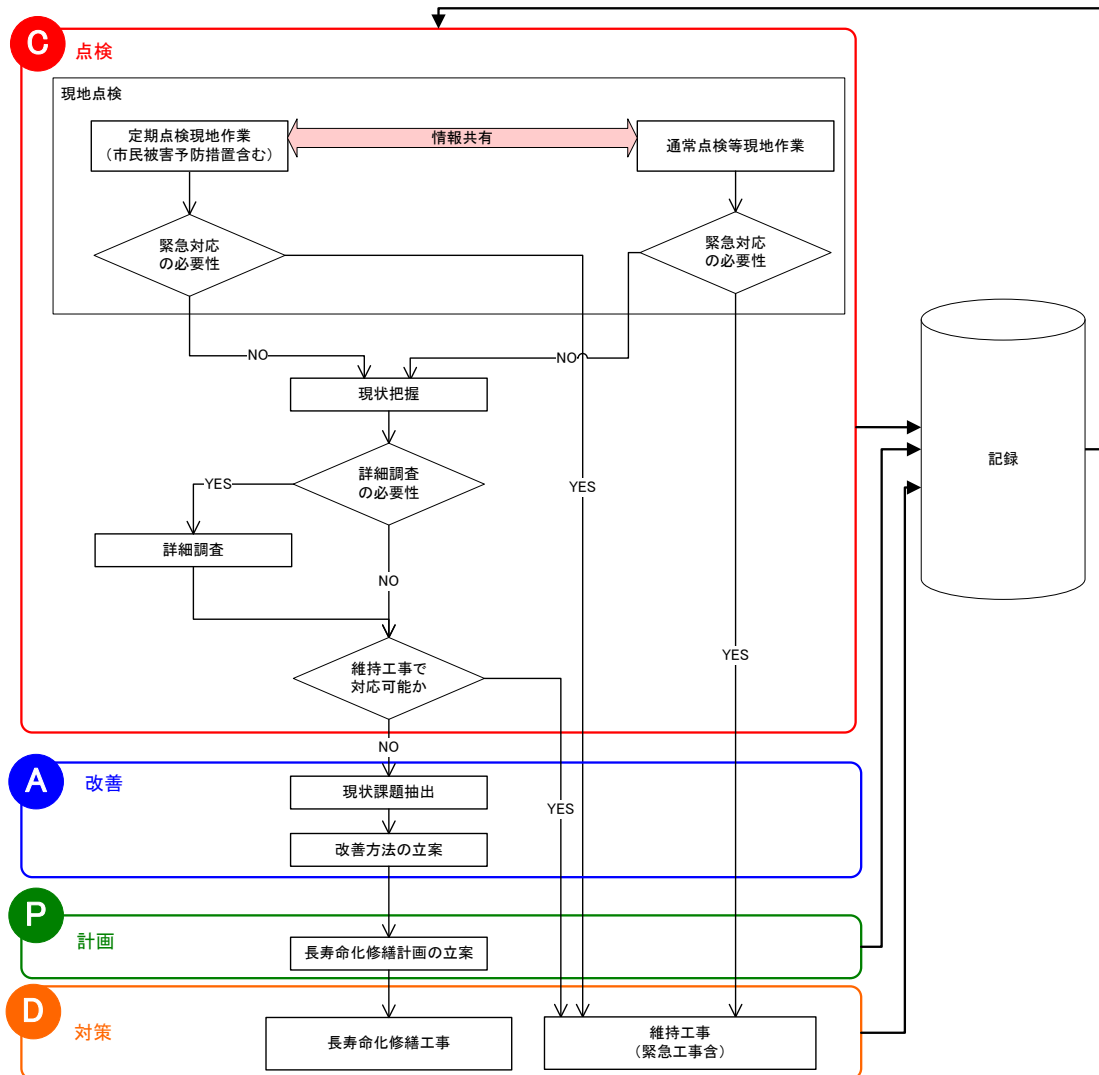 C
点検
現地点検
定期点検現地作業
（市民被害予防措置含む）
情報共有
通常点検等現地作業
緊急対応
の必要性
緊急対応
の必要性
NO
NO
現状把握
詳細調査
の必要性
YES
YES
記録
詳細調査
NO
YES
維持工事で
対応可能か
NO
A
改善
現状課題抽出
YES
改善方法の立案
P
計画
長寿命化修繕計画の立案
D
対策
長寿命化修繕工事
維持工事
（緊急工事含）